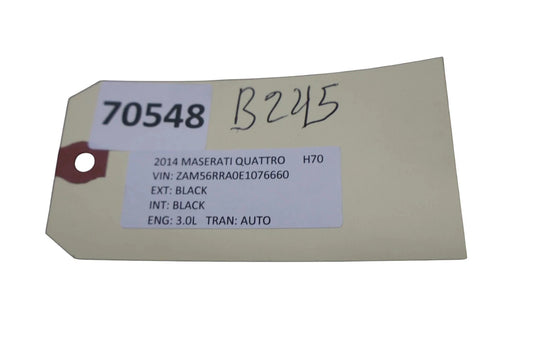 70548 B245
2014 MASERATI QUATTRO H70
VIN: ZAM56RRA0E1076660
EXT: BLACK
INT: BLACK
ENG: 3.0L TRAN: AUTO